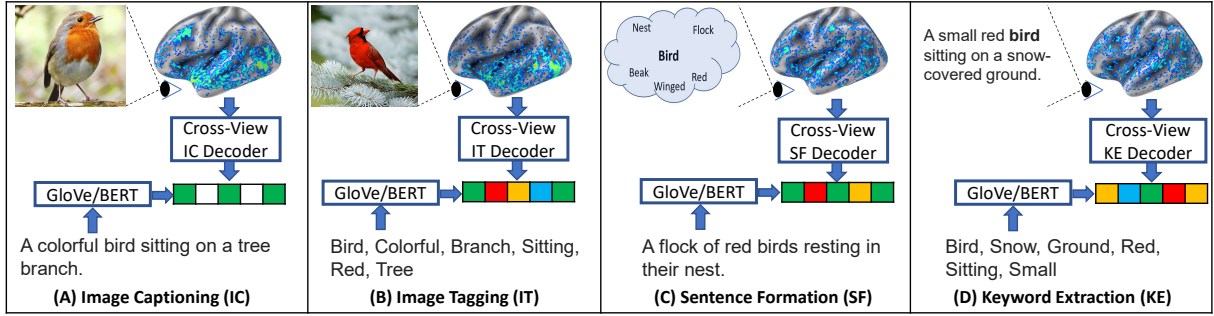 Cross-View
IC Decoder
GloVe/BERT
A colorful bird sitting on a tree
branch.
(A) Image Captioning (IC)
Cross-View
IT Decoder
GloVe/BERT
Bird, Colorful, Branch, Sitting,
Red, Tree
(B) Image Tagging (IT)
Nest
Flock
Bird
Beak
Red
Winged
Cross-View
SF Decoder
GloVe/BERT
A flock of red birds resting in
their nest.
(C) Sentence Formation (SF)
A small red bird
sitting on a snow-
covered ground.
Cross-View
KE Decoder
GloVe/BERT
Bird, Snow, Ground, Red,
Sitting, Small
(D) Keyword Extraction (KE)